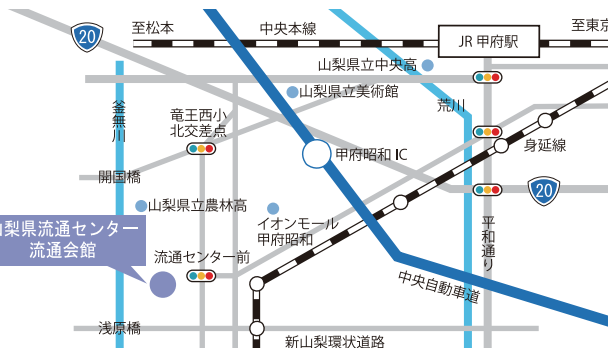 至松本
中央本線
JR 甲府駅
至東京
20
山梨県立中央高
山梨県立美術館
荒川
釜無川
竜王西小
北交差点
甲府昭和 IC
身延線
開国橋
20
山梨県立農林高
イオンモール
甲府昭和
平和通り
山梨県流通センター
流通会館
流通センター前
中央自動車道
浅原橋
新山梨環状道路